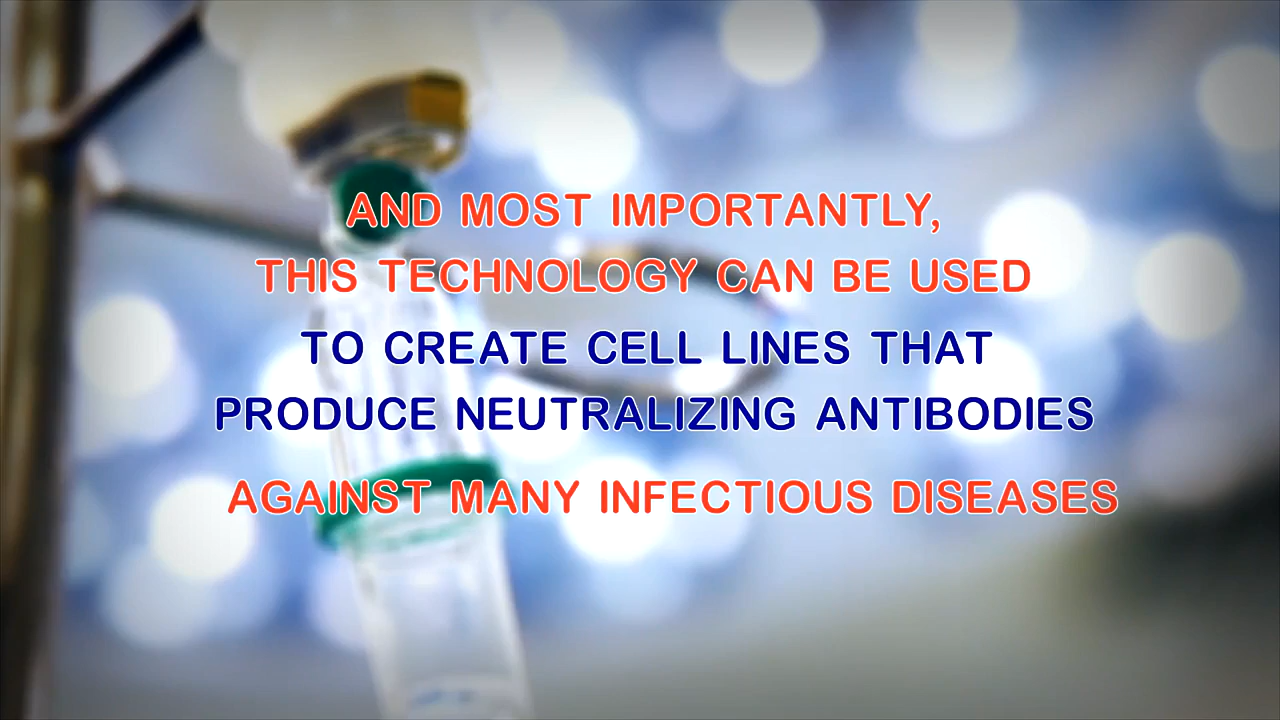 AND MOST IMPORTANTLY,
THIS TECHNOLOGY CAN BE USED
TO CREATE CELL LINES THAT
PRODUCE NEUTRALIZING ANTIBODIES
AGAINST MANY INFECTIOUS DISEASES